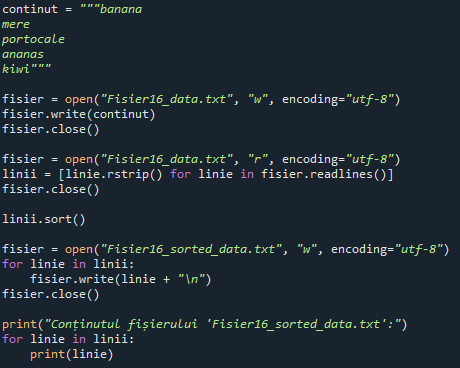 continut = """banana
mere
portocale
ananas
kiwi"""
fisier = open("Fisier16_data.txt", "w", encoding="utf-8")
fisier.write(continut)
fisier.close()
fisier = open("Fisier16_data.txt", "r", encoding="utf-8")
linii = [linie.rstrip() for linie in fisier.readlines()]
fisier.close()
linii.sort()
fisier = open("Fisier16_sorted_data.txt", "w", encoding="utf-8")
for linie in linii:
    fisier.write(linie + "\n")
fisier.close()
print("Conținutul fișierului 'Fisier16_sorted_data.txt':")
for linie in linii:
    print(linie)